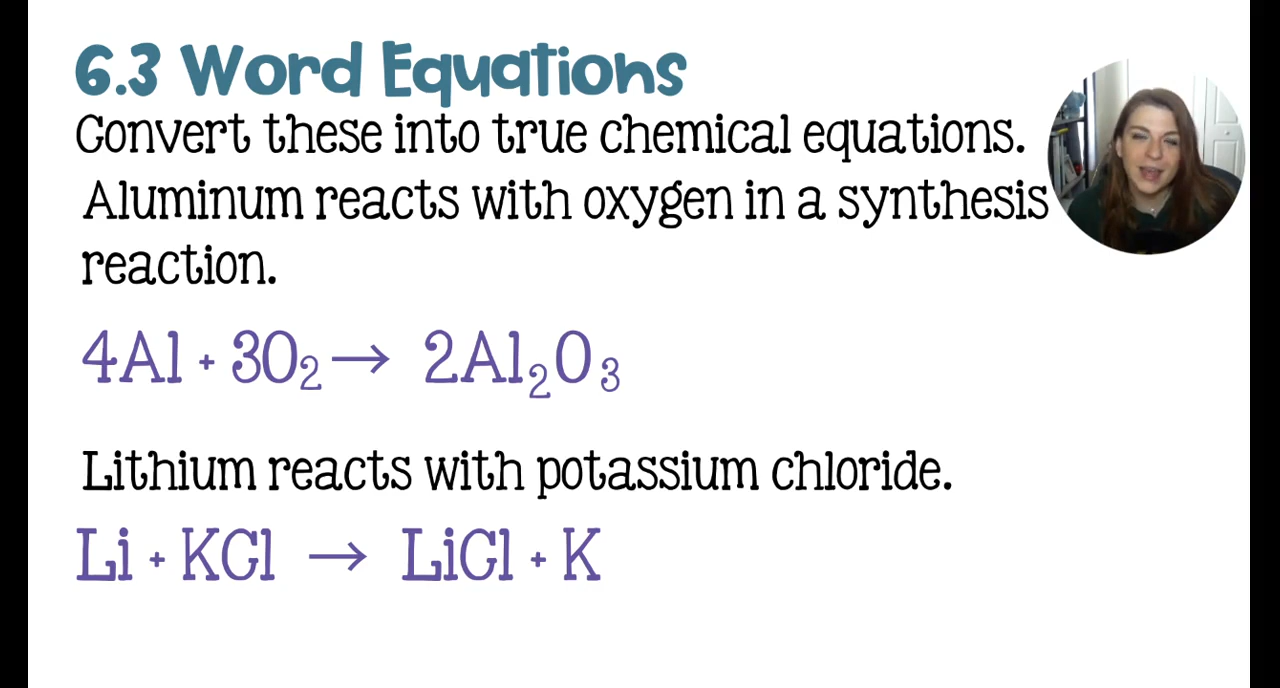 6.3 Word Equations
Convert these into true chemical equations.
Aluminum reacts with oxygen in a synthesis
reaction.
4Al + 3O₂ → 2Al₂O₃
Lithium reacts with potassium chloride.
Li + KCl → LiCl + K